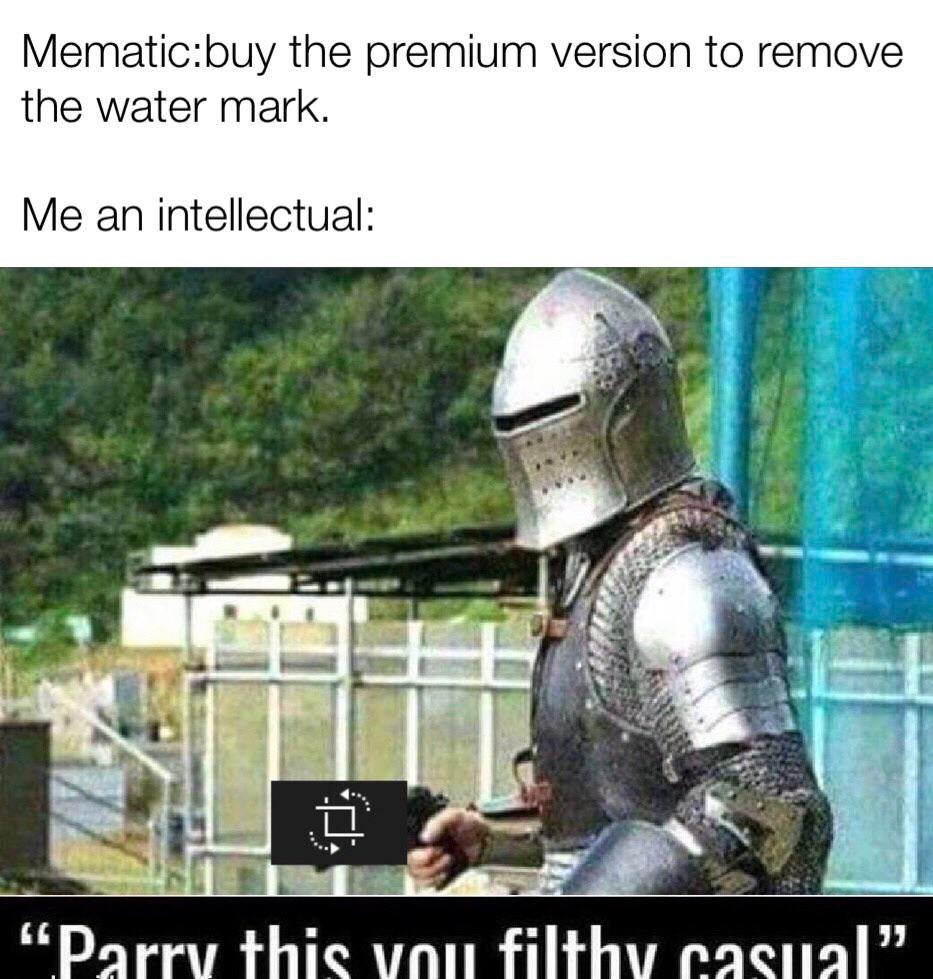 Mematic:buy the premium version to remove
the water mark.
Me an intellectual:
“Parry this you filthy casual”